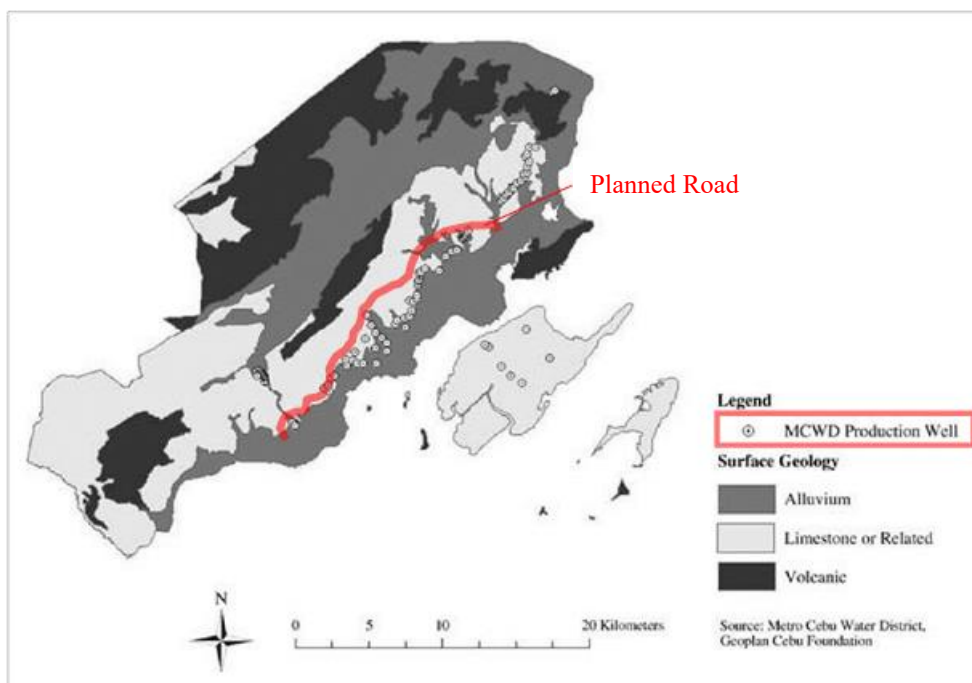 Planned Road
Legend
MCWD Production Well
Surface Geology
Alluvium
Limestone or Related
Volcanic
N
0 5 10 20 Kilometers
Source: Metro Cebu Water District,
Geoplan Cebu Foundation